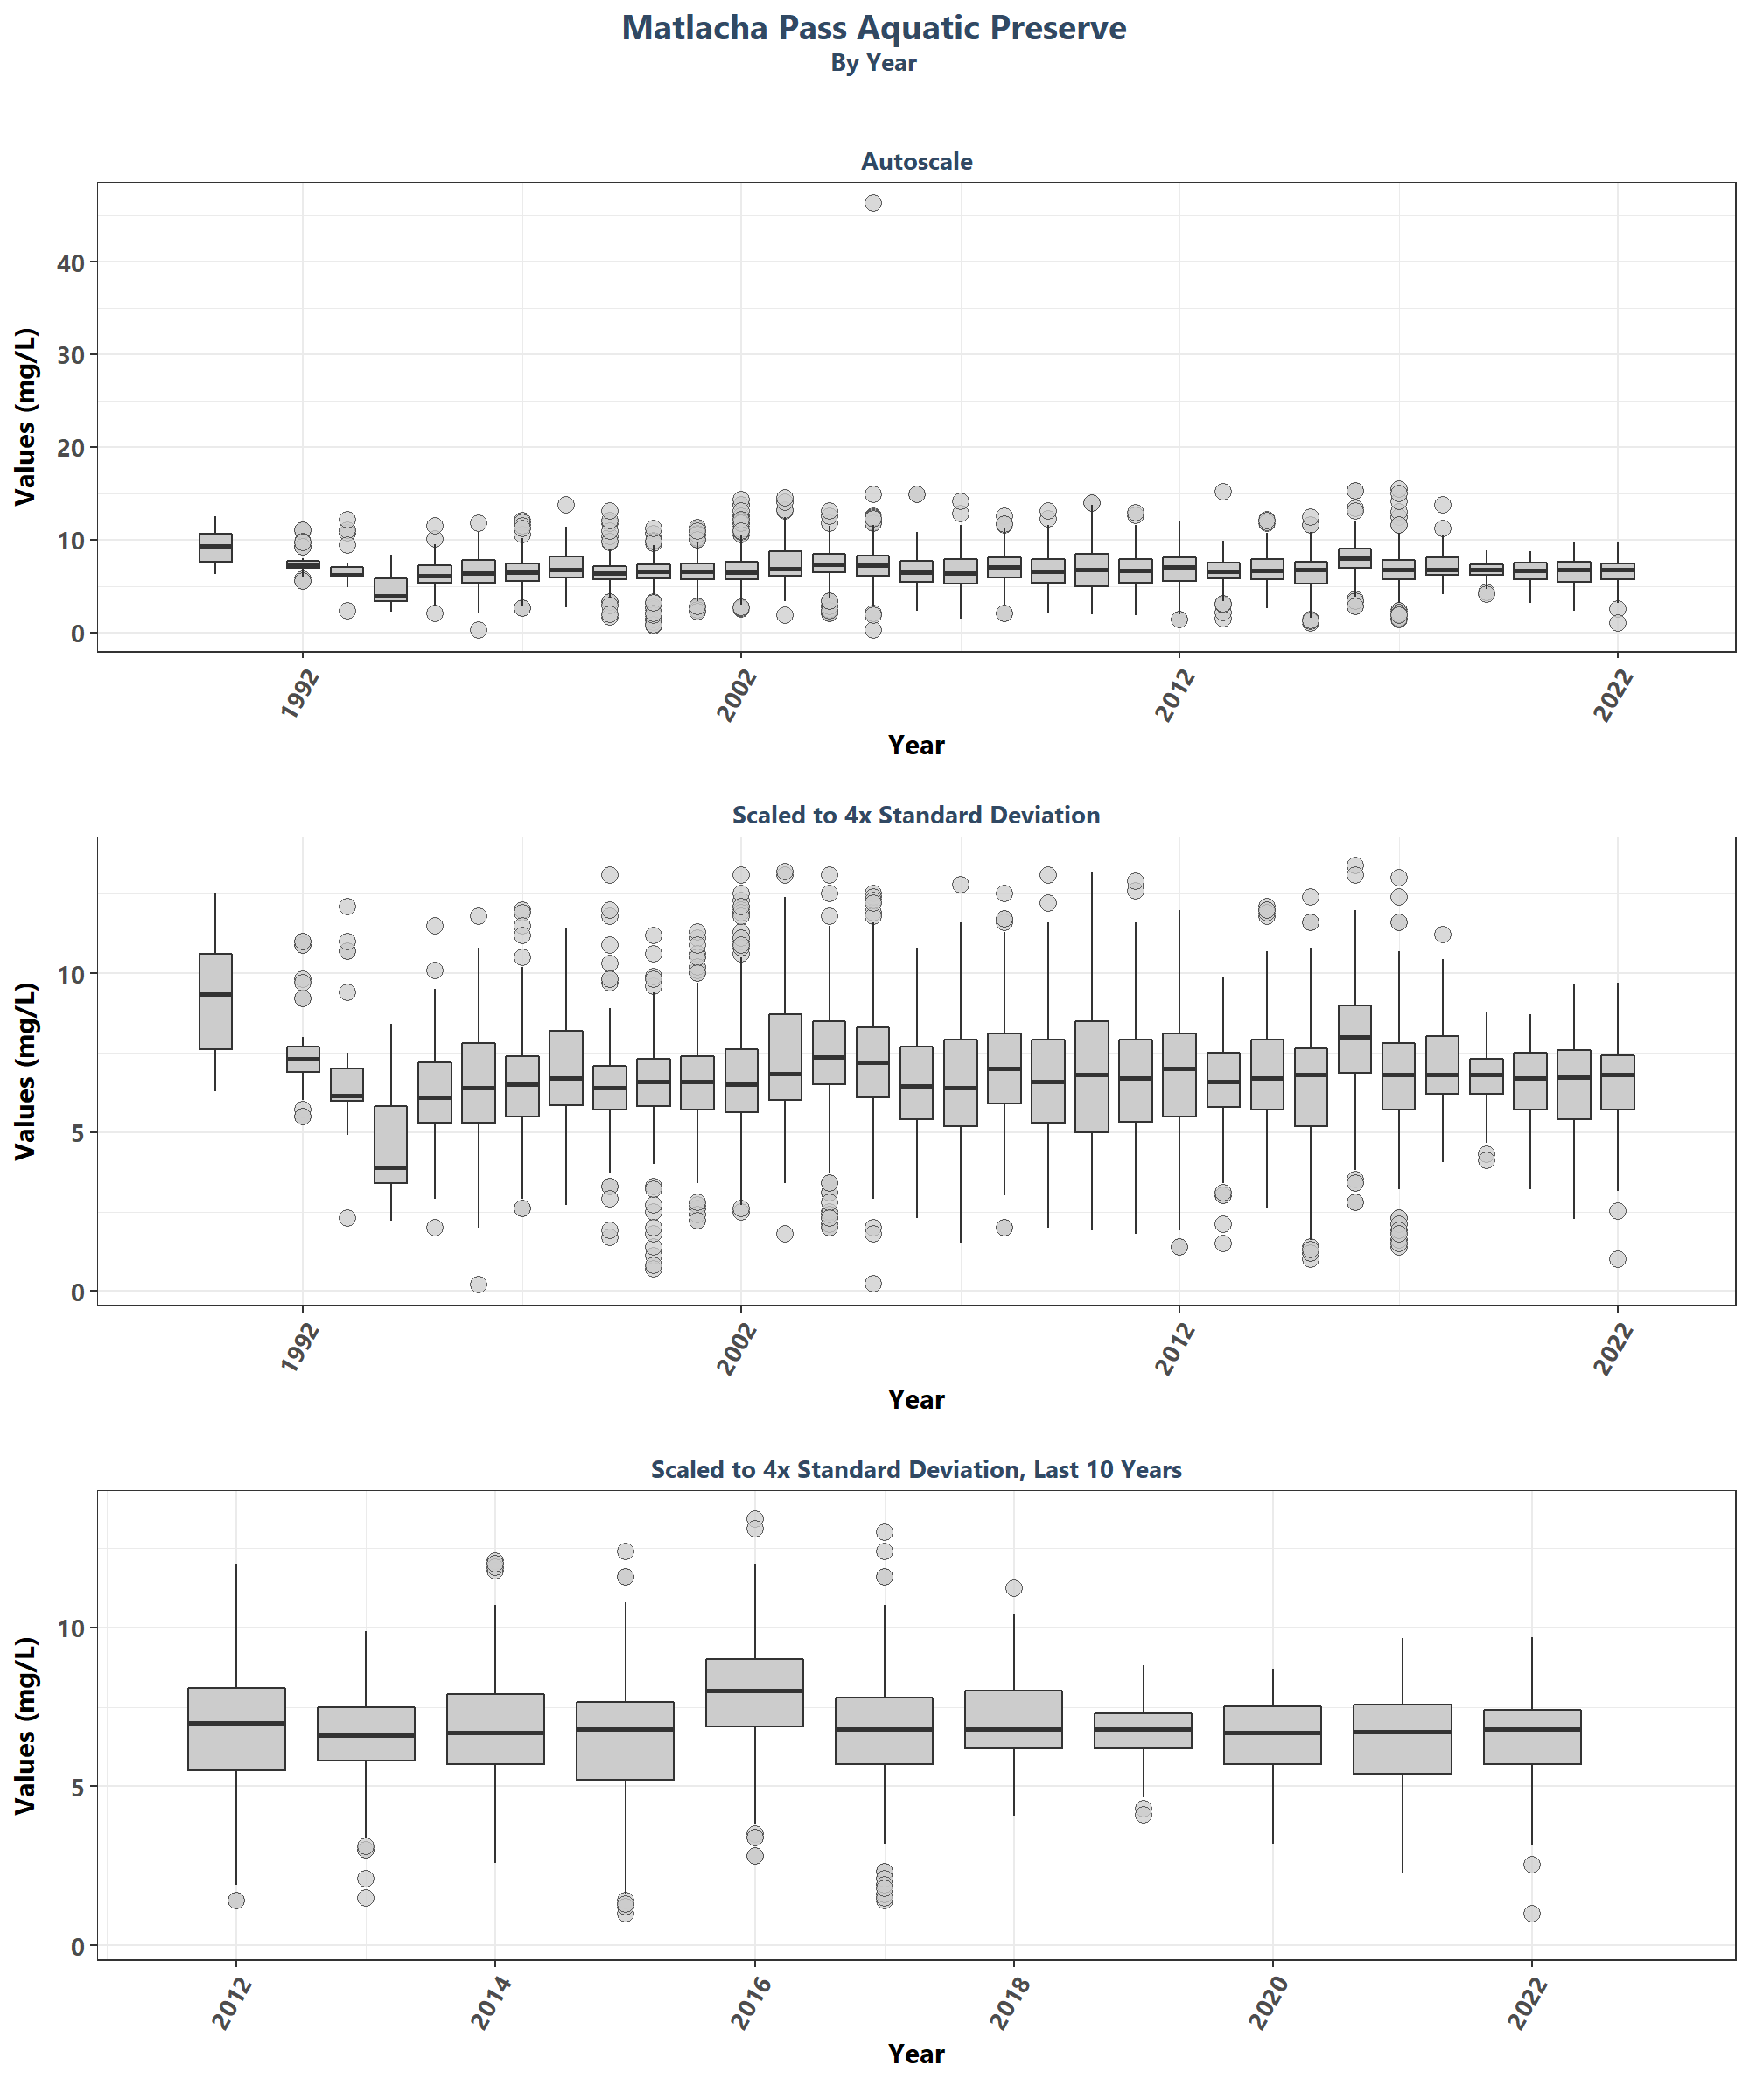 Matlacha Pass Aquatic Preserve
By Year
Autoscale
Values (mg/L)
40
30
20
10
0
1992
2002
2012
2022
Year
Scaled to 4x Standard Deviation
Values (mg/L)
10
5
0
1992
2002
2012
2022
Year
Scaled to 4x Standard Deviation, Last 10 Years
Values (mg/L)
10
5
0
2012
2014
2016
2018
2020
2022
Year